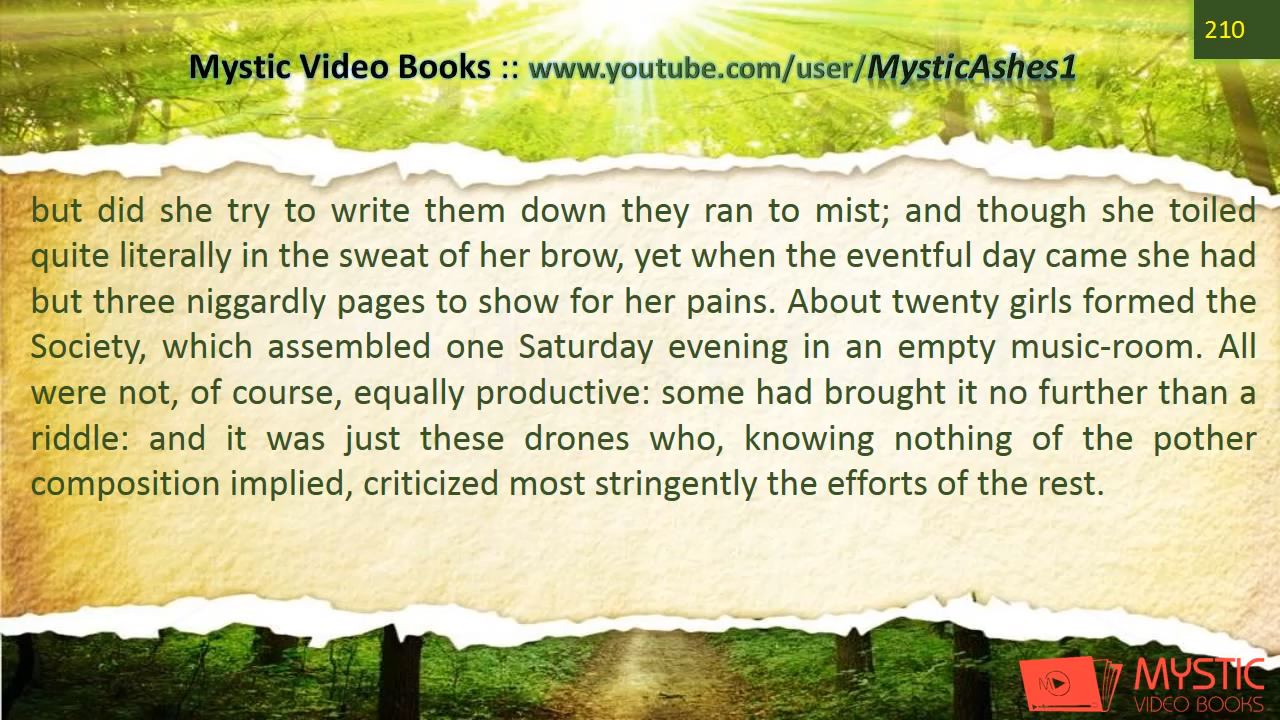 210
Mystic Video Books :: www.youtube.com/user/MysticAshes1
but did she try to write them down they ran to mist; and though she toiled
quite literally in the sweat of her brow, yet when the eventful day came she had
but three niggardly pages to show for her pains. About twenty girls formed the
Society, which assembled one Saturday evening in an empty music-room. All
were not, of course, equally productive: some had brought it no further than a
riddle: and it was just these drones who, knowing nothing of the pother
composition implied, criticized most stringently the efforts of the rest.
MYSTIC
VIDEO BOOKS